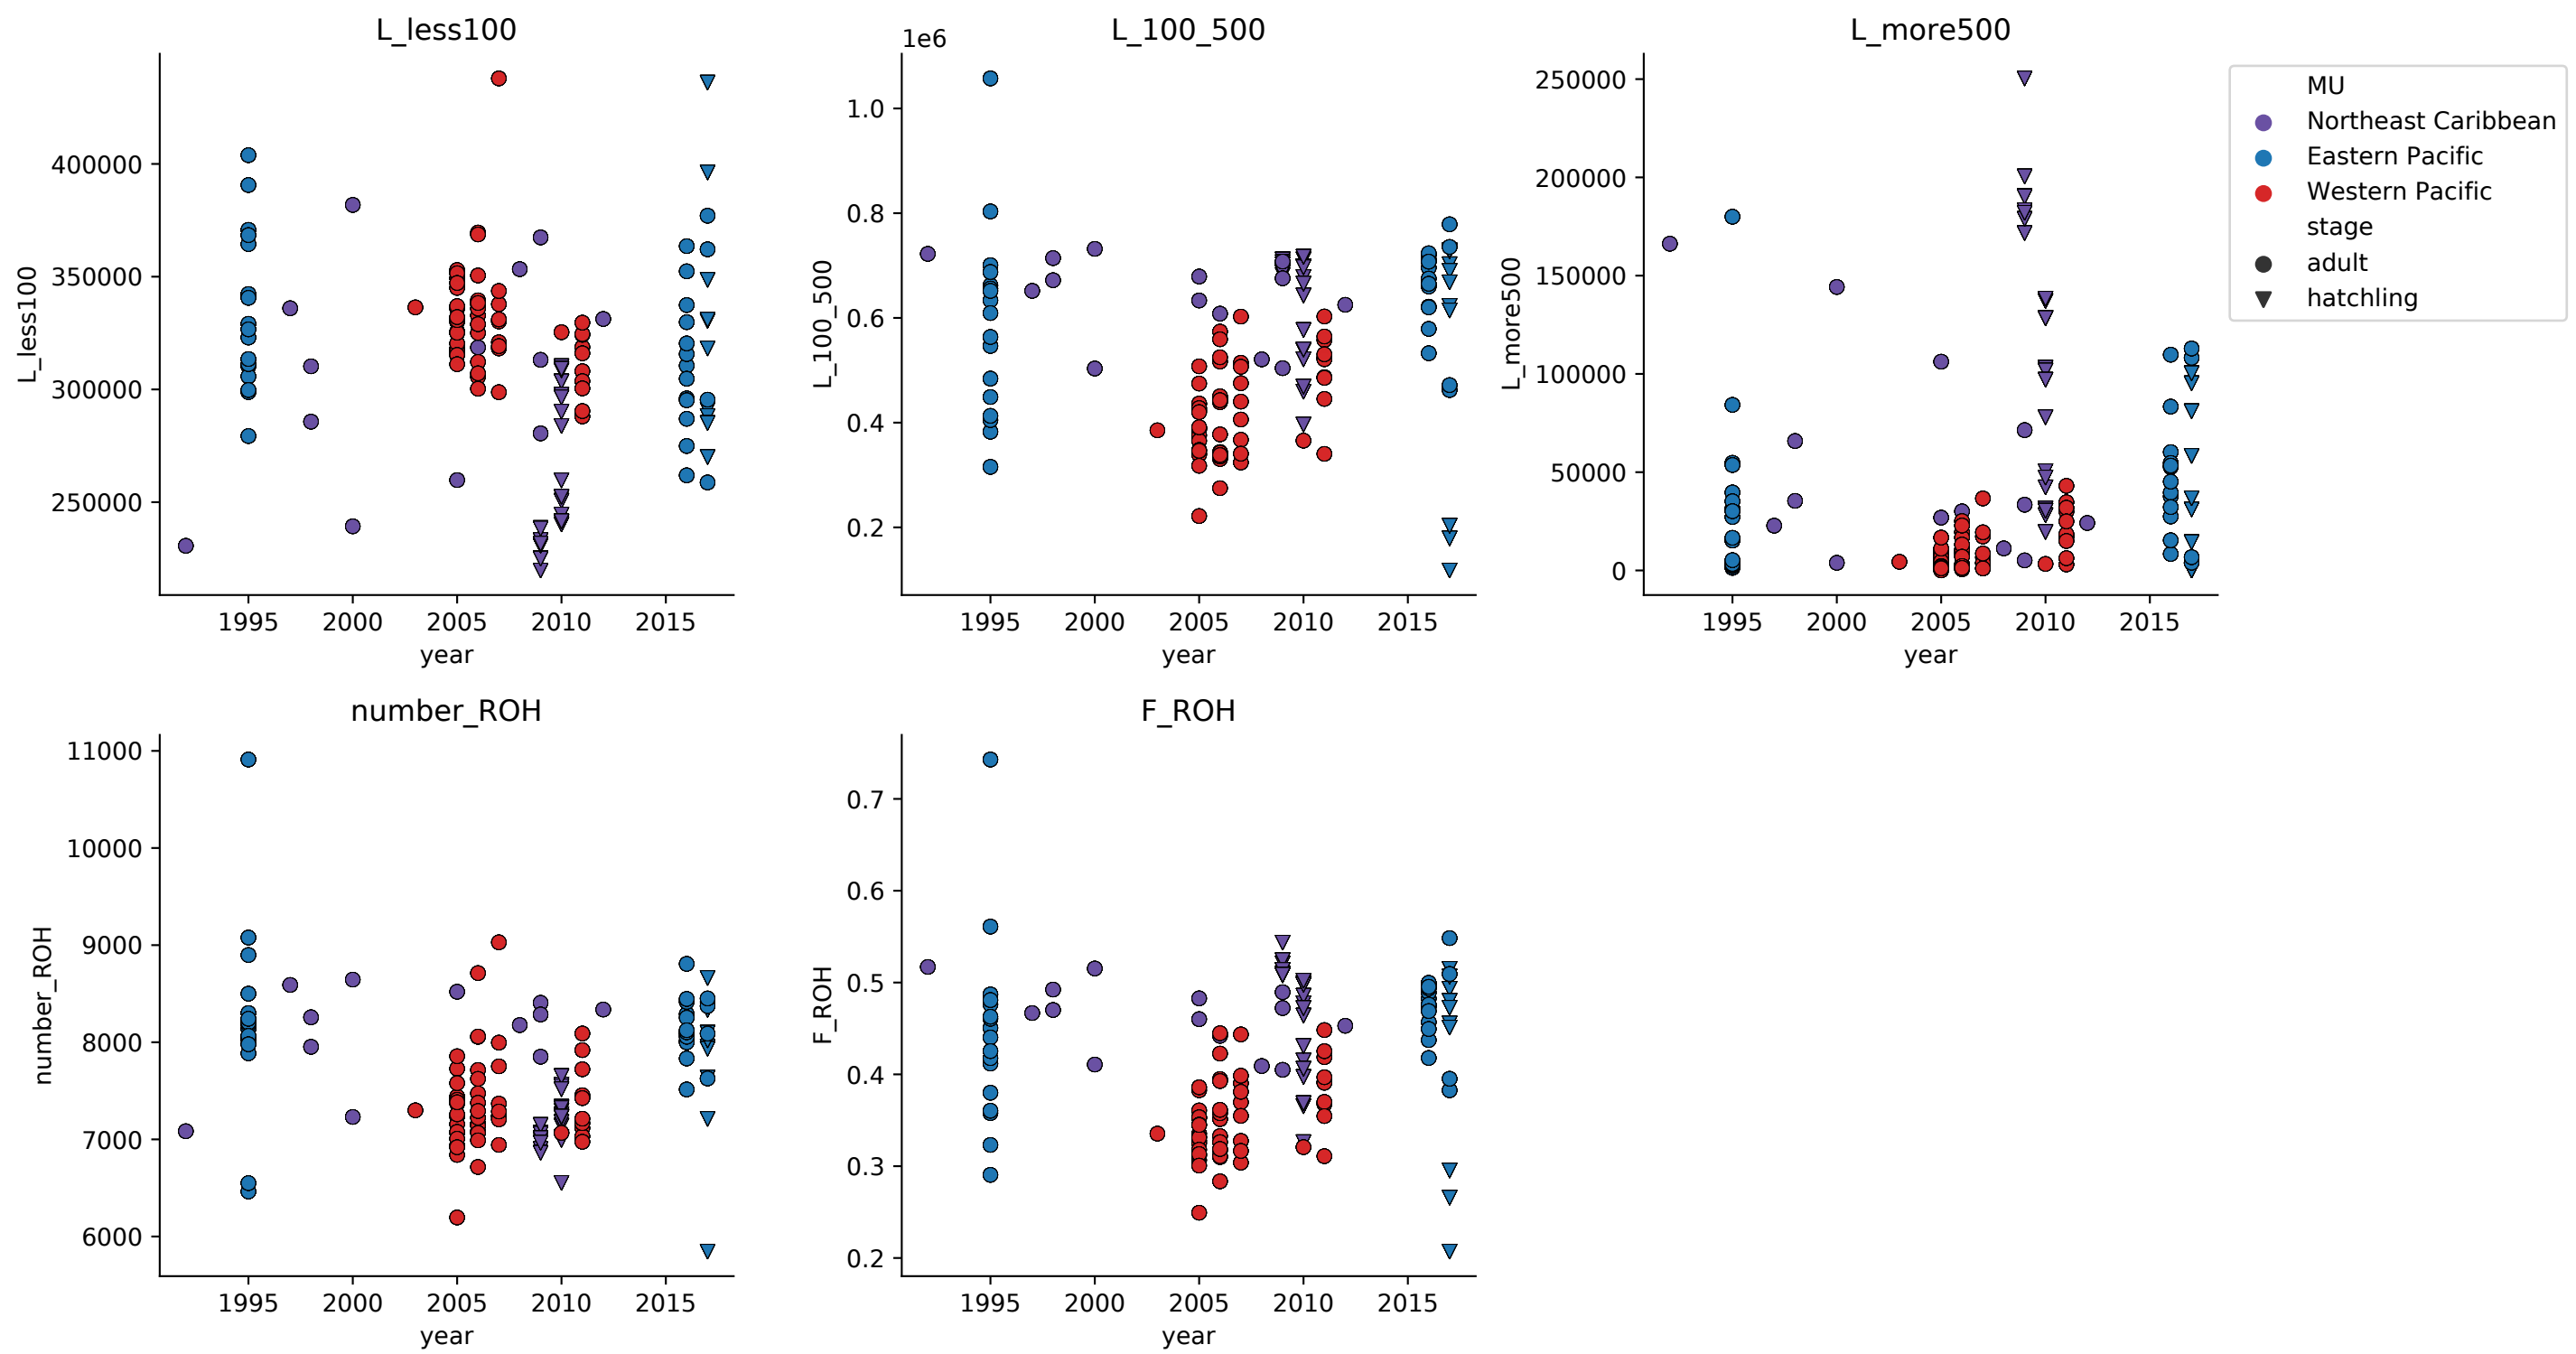 L_less100
L_100_500
L_more500
1e6
400000
350000
300000
250000
L_less100
1995
2000
2005
2010
2015
year
1.0
0.8
0.6
0.4
0.2
L_100_500
1995
2000
2005
2010
2015
year
250000
200000
150000
100000
50000
0
L_more500
1995
2000
2005
2010
2015
year
MU
Northeast Caribbean
Eastern Pacific
Western Pacific
stage
adult
hatchling
number_ROH
11000
10000
9000
8000
7000
6000
number_ROH
1995
2000
2005
2010
2015
year
F_ROH
0.7
0.6
0.5
0.4
0.3
0.2
F_ROH
1995
2000
2005
2010
2015
year